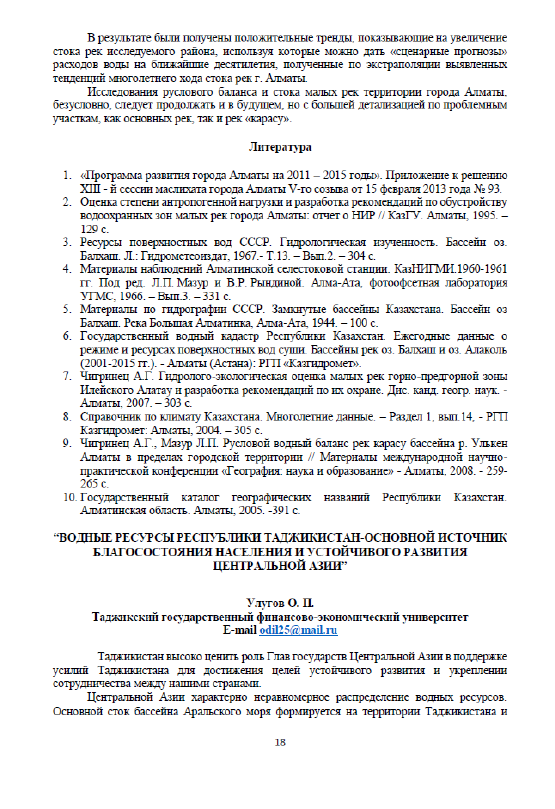 В результате были получены положительные тренды, показывающие на увеличение
стока рек исследуемого района, используя которые можно дать «сценарные прогнозы»
расходов воды на ближайшие десятилетия, полученные по экстраполяции выявленных
тенденций многолетнего хода стока рек г. Алматы.
Исследования руслового баланса и стока малых рек территории города Алматы,
безусловно, следует продолжать и в будущем, но с большей детализацией по проблемным
участкам, как основных рек, так и рек «карасу».
Литература
1. «Программа развития города Алматы на 2011 – 2015 годы». Приложение к решению
XIII - й сессии маслихата города Алматы V-го созыва от 15 февраля 2013 года № 93.
2. Оценка степени антропогенной нагрузки и разработка рекомендаций по обустройству
водоохранных зон малых рек города Алматы: отчет о НИР // КазГУ. Алматы, 1995. –
129 с.
3. Ресурсы поверхностных вод СССР. Гидрологическая изученность. Бассейн оз.
Балхаш. Л.: Гидрометеоиздат, 1967.- Т.13. – Вып.2. – 304 с.
4. Материалы наблюдений Алматинской селестоковой станции. КазНИГМИ.1960-1961
гг. Под ред. Л.П. Мазур и В.Р. Рындиной. Алма-Ата, фотоофсетная лаборатория
УГМС, 1966. – Вып.3. – 331 с.
5. Материалы по гидрографии СССР. Замкнутые бассейны Казахстана. Бассейн оз
Балхаш. Река Большая Алматинка, Алма-Ата, 1944. – 100 с.
6. Государственный водный кадастр Республики Казахстан. Ежегодные данные о
режиме и ресурсах поверхностных вод суши. Бассейны рек оз. Балхаш и оз. Алаколь
(2001-2015 гг.). - Алматы (Астана): РГП «Казгидромет».
7. Чигринец А.Г. Гидролого-экологическая оценка малых рек горно-предгорной зоны
Илейского Алатау и разработка рекомендаций по их охране. Дис. канд. геогр. наук. -
Алматы, 2007. – 303 с.
8. Справочник по климату Казахстана. Многолетние данные. – Раздел 1, вып.14, - РГП
Казгидромет: Алматы, 2004. – 305 с.
9. Чигринец А.Г., Мазур Л.П. Русловой водный баланс рек карасу бассейна р. Улькен
Алматы в пределах городской территории // Материалы международной научно-
практической конференции «География: наука и образование» - Алматы, 2008. - 259-
265 с.
10. Государственный каталог географических названий Республики Казахстан.
Алматинская область. Алматы, 2005. -391 с.
“ВОДНЫЕ РЕСУРСЫ РЕСПУБЛИКИ ТАДЖИКИСТАН-ОСНОВНОЙ ИСТОЧНИК
БЛАГОСОСТОЯНИЯ НАСЕЛЕНИЯ И УСТОЙЧИВОГО РАЗВИТИЯ
ЦЕНТРАЛЬНОЙ АЗИИ”
Улугов О. П.
Таджикский государственный финансово-экономический университет
E-mail odil25@mail.ru
Таджикистан высоко ценить роль Глав государств Центральной Азии в поддержке
усилий Таджикистана для достижения целей устойчивого развития и укреплении
сотрудничества между нашими странами.
Центральной Азии характерно неравномерное распределение водных ресурсов.
Основной сток бассейна Аральского моря формируется на территории Таджикистана и
18